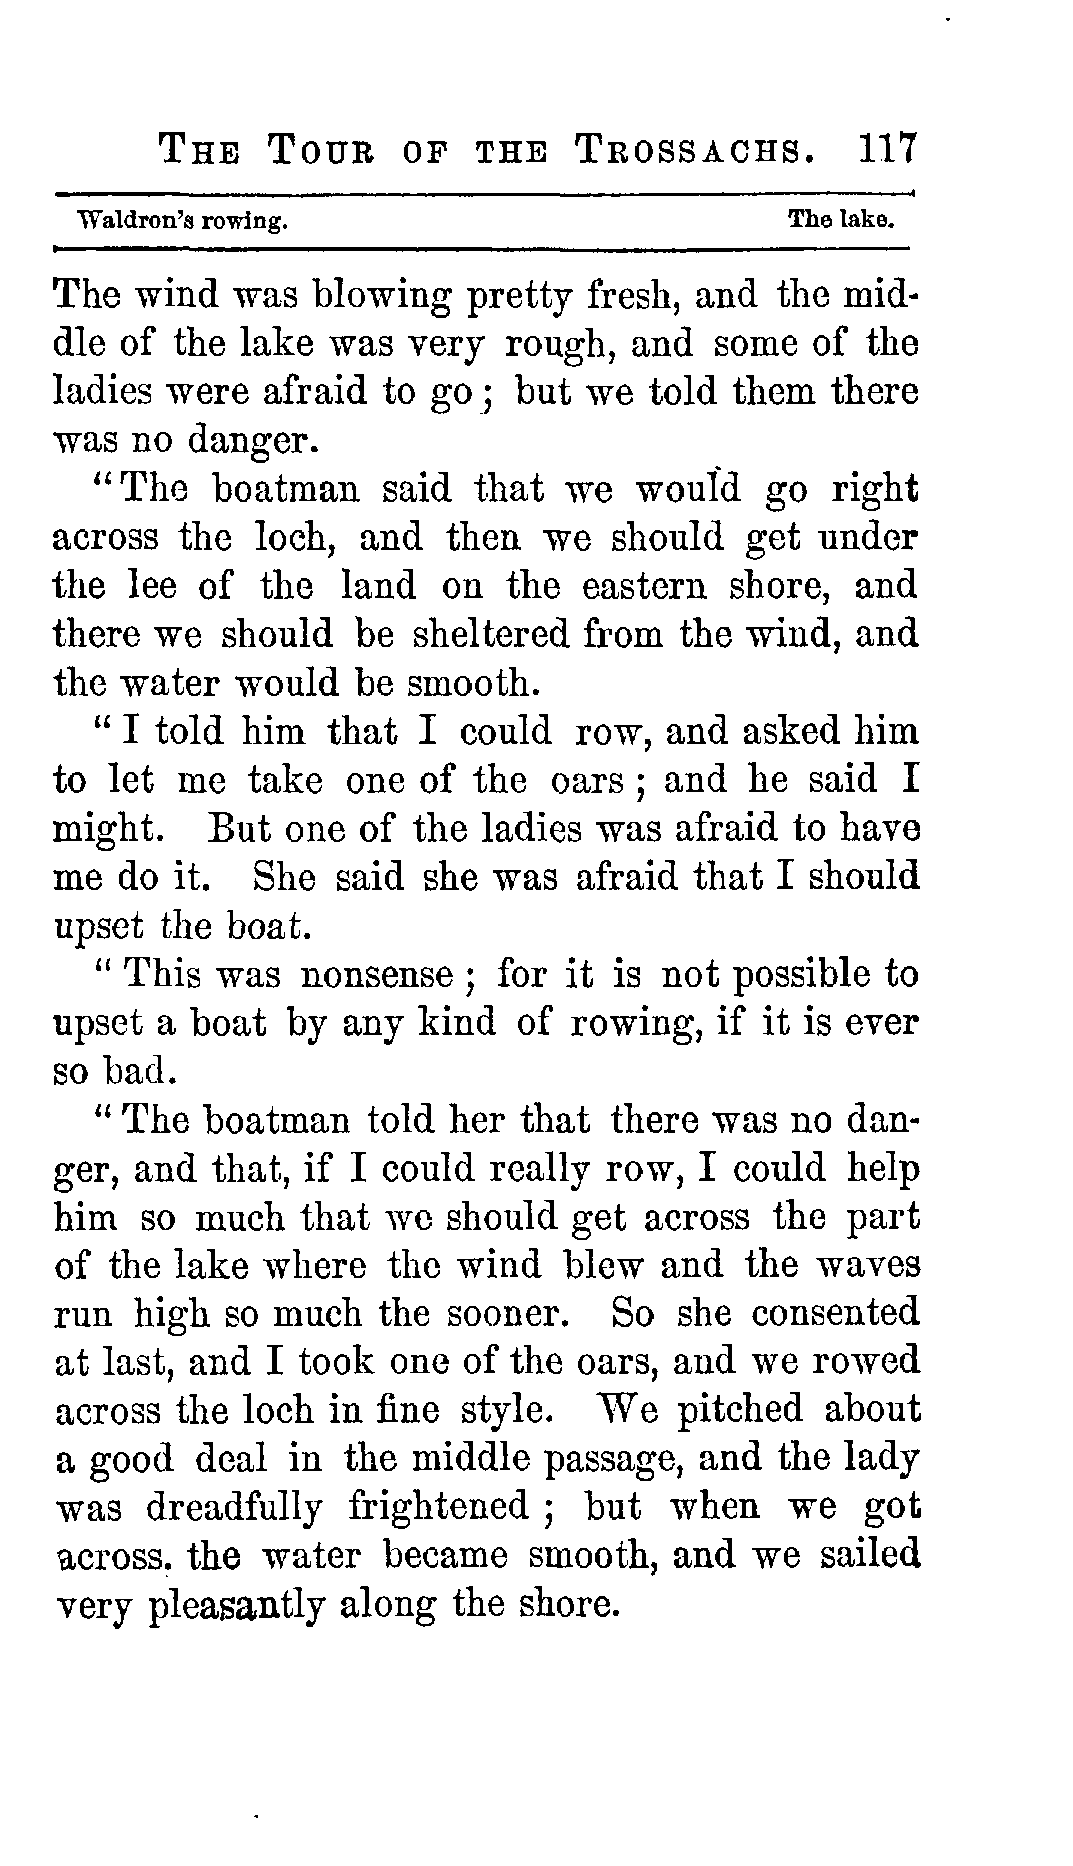 THE TOUR OF THE TROSSACHS. 117
Waldron's rowing. The lake.
The wind was blowing pretty fresh, and the mid-
dle of the lake was very rough, and some of the
ladies were afraid to go; but we told them there
was no danger.
"The boatman said that we would go right
across the loch, and then we should get under
the lee of the land on the eastern shore, and
there we should be sheltered from the wind, and
the water would be smooth.
"I told him that I could row, and asked him
to let me take one of the oars; and he said I
might. But one of the ladies was afraid to have
me do it. She said she was afraid that I should
upset the boat.
"This was nonsense; for it is not possible to
upset a boat by any kind of rowing, if it is ever
so bad.
"The boatman told her that there was no dan-
ger, and that, if I could really row, I could help
him so much that we should get across the part
of the lake where the wind blew and the waves
run high so much the sooner. So she consented
at last, and I took one of the oars, and we rowed
across the loch in fine style. We pitched about
a good deal in the middle passage, and the lady
was dreadfully frightened; but when we got
across. the water became smooth, and we sailed
very pleasantly along the shore.